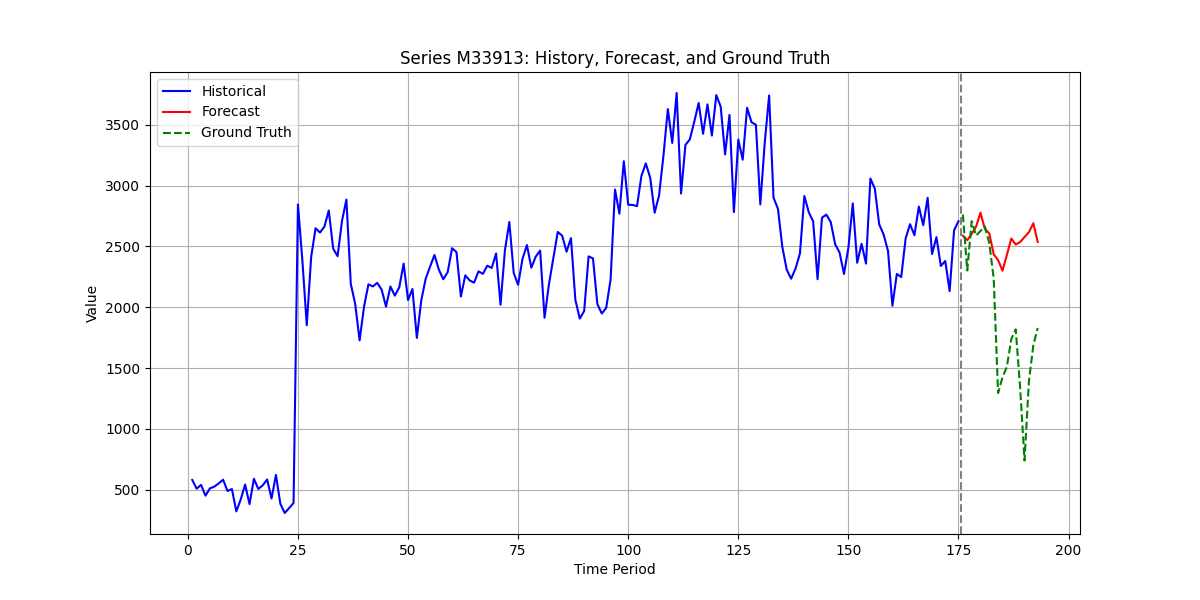 Series M33913: History, Forecast, and Ground Truth
Historical
Forecast
Ground Truth
Value
3500
3000
2500
2000
1500
1000
500
0 25 50 75 100 125 150 175 200
Time Period